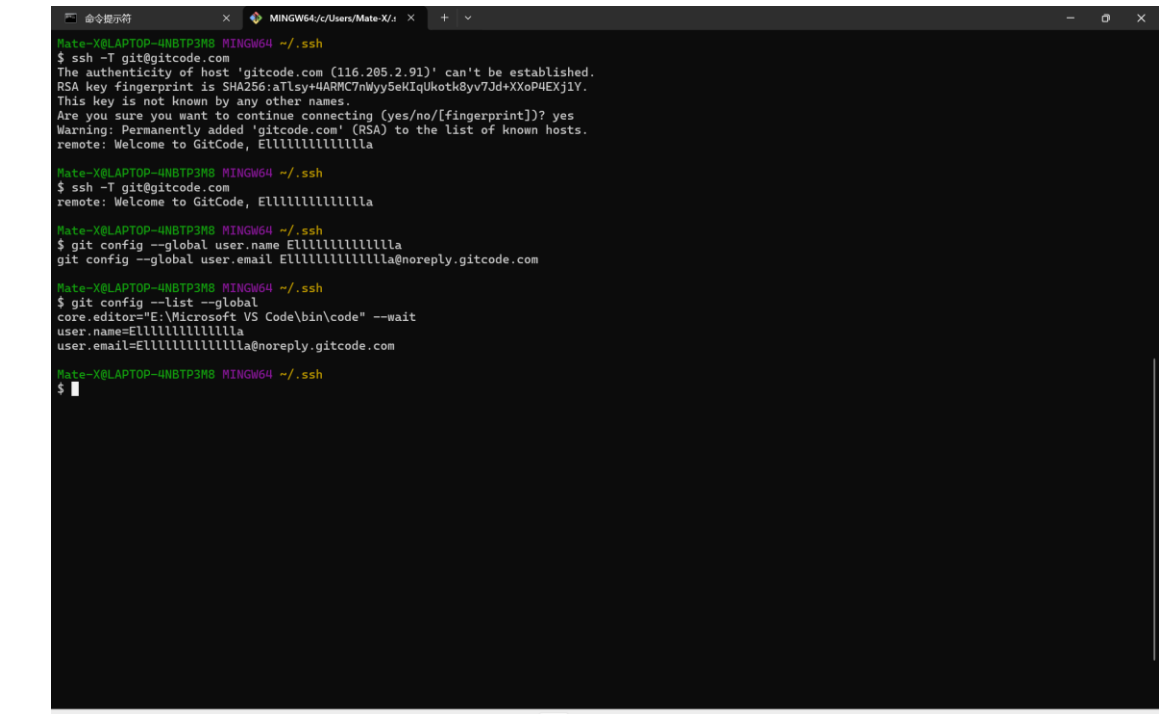 命令提示符
MINGW64:/c/Users/Mate-X/.s
Mate-X@LAPTOP-4NBTP3M8 MINGW64 ~/.ssh
$ ssh -T git@gitcode.com
The authenticity of host 'gitcode.com (116.205.2.91)' can't be established.
RSA key fingerprint is SHA256:aTlsy+4ARMC7nWyy5eKIqUkotk8yv7Jd+XXoP4EXj1Y.
This key is not known by any other names.
Are you sure you want to continue connecting (yes/no/[fingerprint])? yes
Warning: Permanently added 'gitcode.com' (RSA) to the list of known hosts.
remote: Welcome to GitCode, Elllllllllllllla
Mate-X@LAPTOP-4NBTP3M8 MINGW64 ~/.ssh
$ ssh -T git@gitcode.com
remote: Welcome to GitCode, Elllllllllllllla
Mate-X@LAPTOP-4NBTP3M8 MINGW64 ~/.ssh
$ git config --global user.name Elllllllllllllla
git config --global user.email Elllllllllllllla@noreply.gitcode.com
Mate-X@LAPTOP-4NBTP3M8 MINGW64 ~/.ssh
$ git config --list --global
core.editor="E:\Microsoft VS Code\bin\code" --wait
user.name=Elllllllllllllla
user.email=Elllllllllllllla@noreply.gitcode.com
Mate-X@LAPTOP-4NBTP3M8 MINGW64 ~/.ssh
$